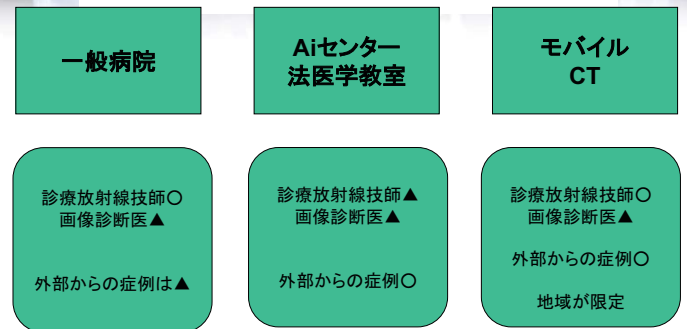 一般病院
Aiセンター
法医学教室
モバイル
CT
診療放射線技師〇
画像診断医▲
外部からの症例は▲
診療放射線技師▲
画像診断医▲
外部からの症例〇
診療放射線技師〇
画像診断医▲
外部からの症例〇
地域が限定